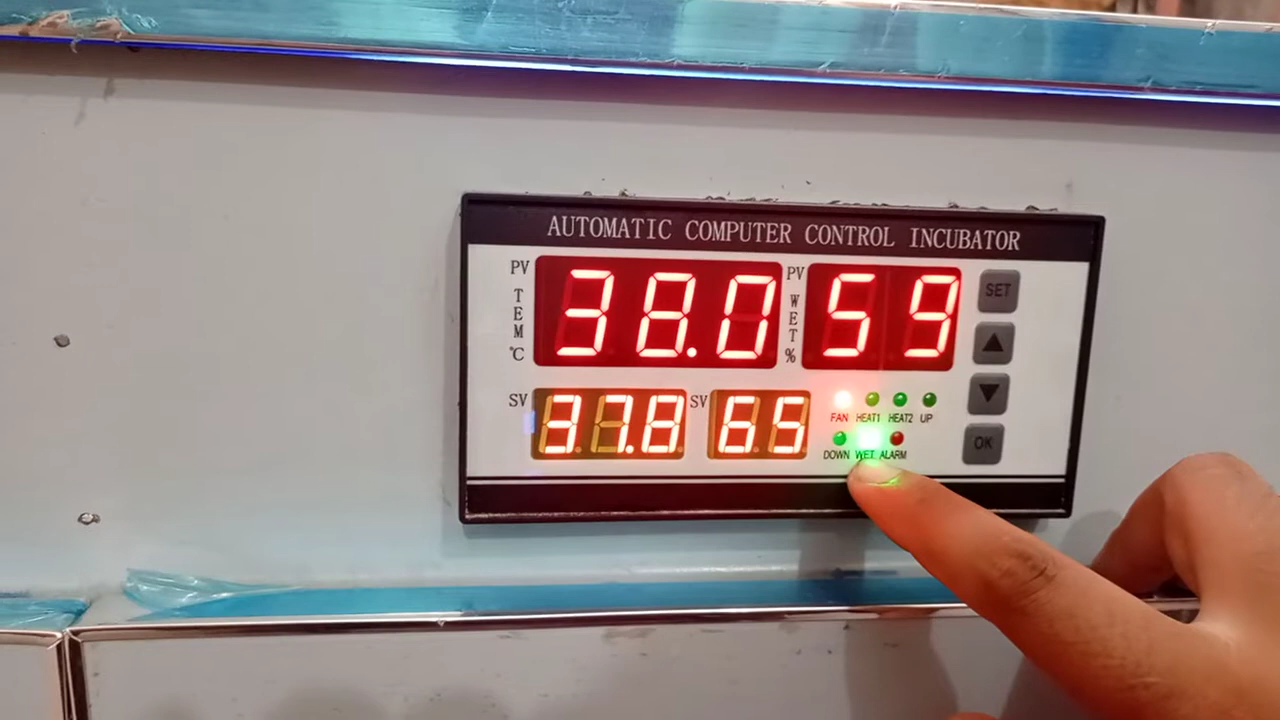 AUTOMATIC COMPUTER CONTROL INCUBATOR
PV TEM °C 38.0 PV WET % 59 SET
SV 37.8 SV 65
FAN HEAT1 HEAT2 UP
DOWN WET ALARM OK